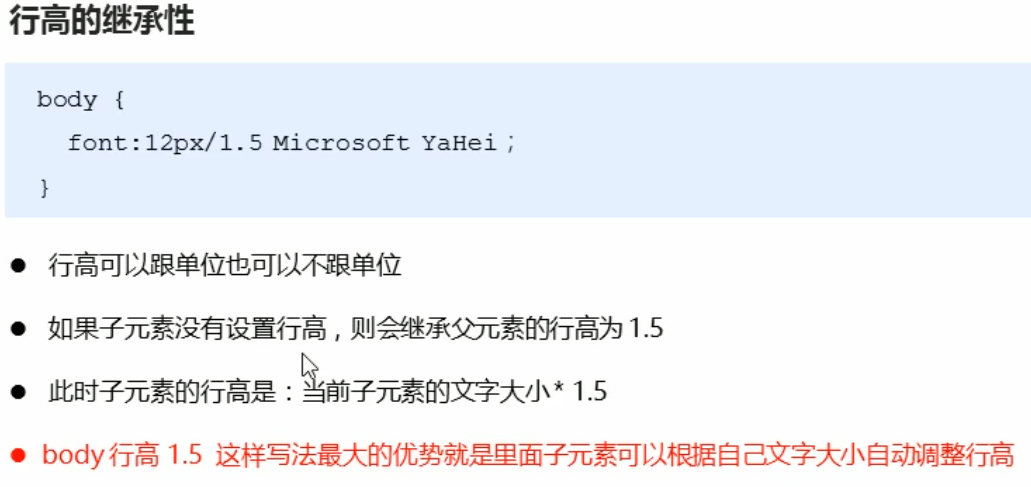 行高的继承性
body {
font:12px/1.5 Microsoft YaHei；
}
● 行高可以跟单位也可以不跟单位
● 如果子元素没有设置行高，则会继承父元素的行高为 1.5
● 此时子元素的行高是：当前子元素的文字大小* 1.5
● body 行高 1.5 这样写法最大的优势就是里面子元素可以根据自己文字大小自动调整行高